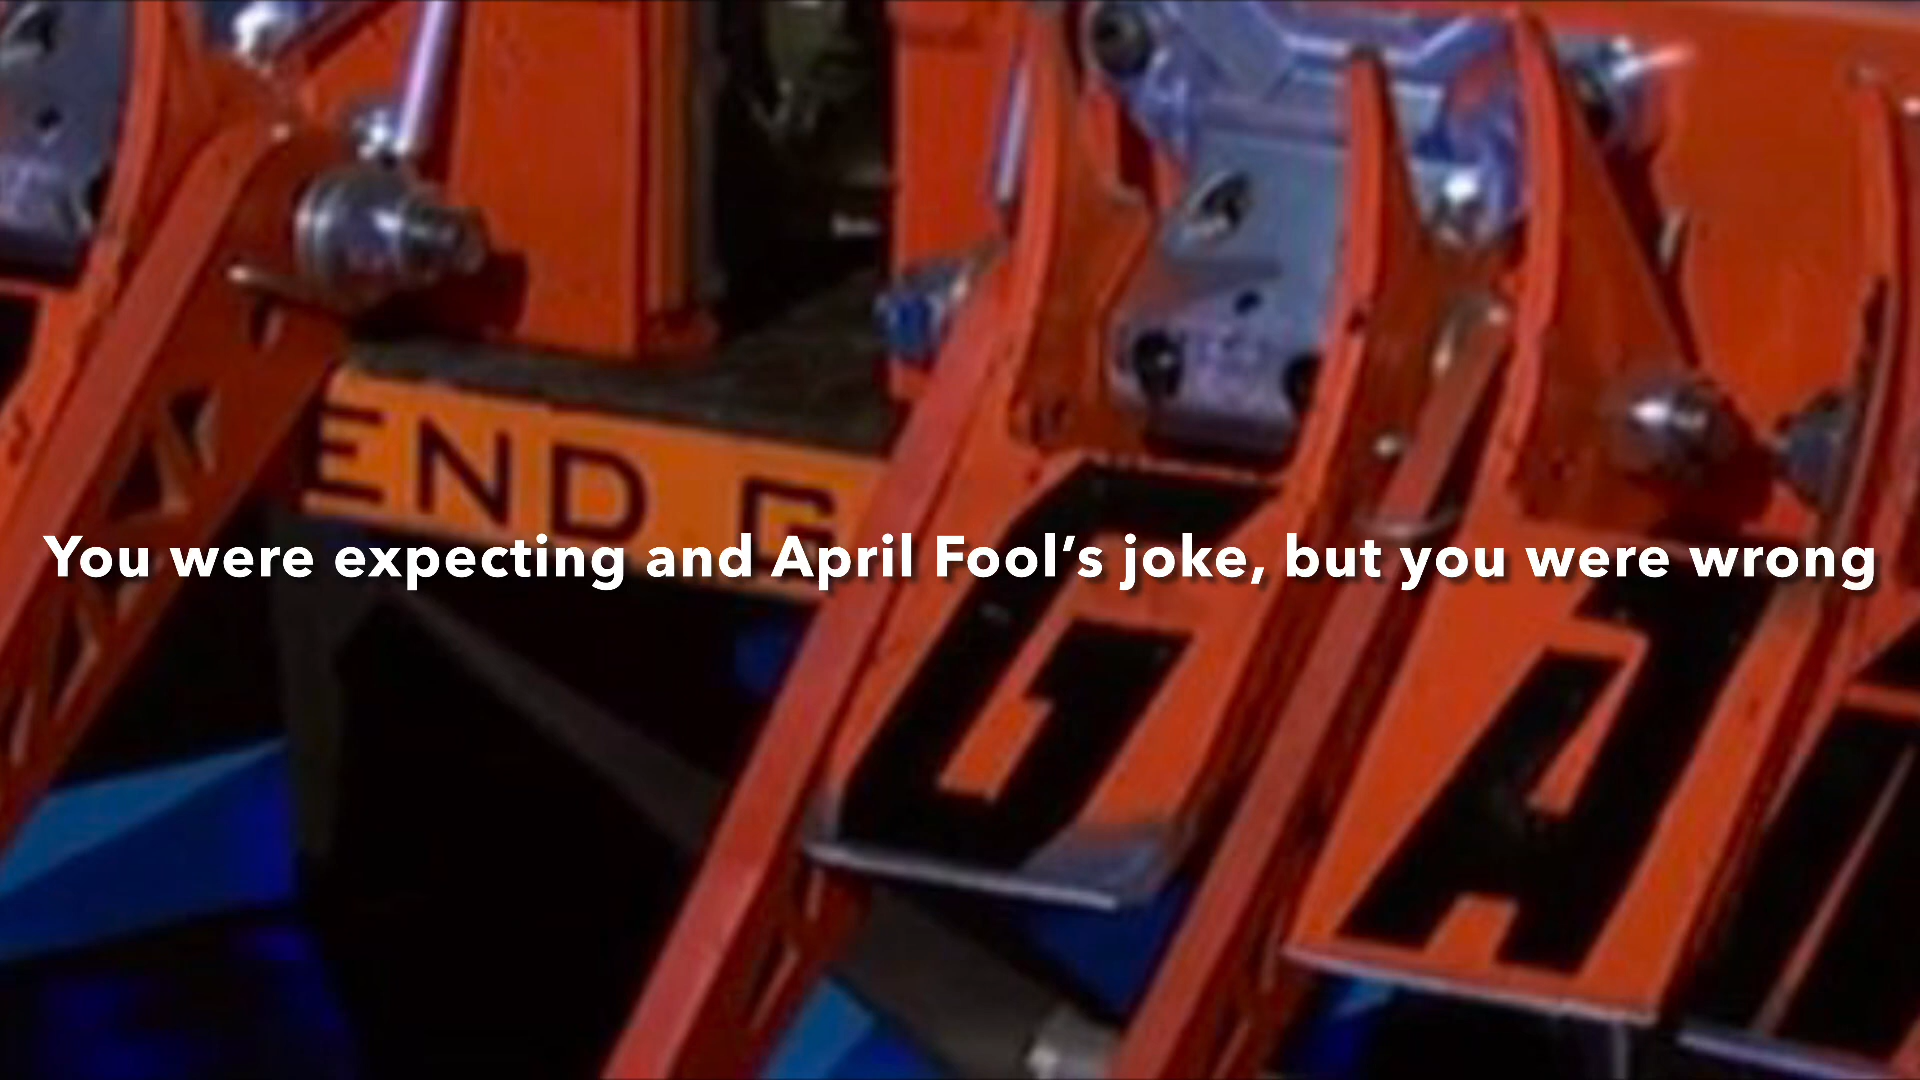 END G
You were expecting and April Fool’s joke, but you were wrong
G
A